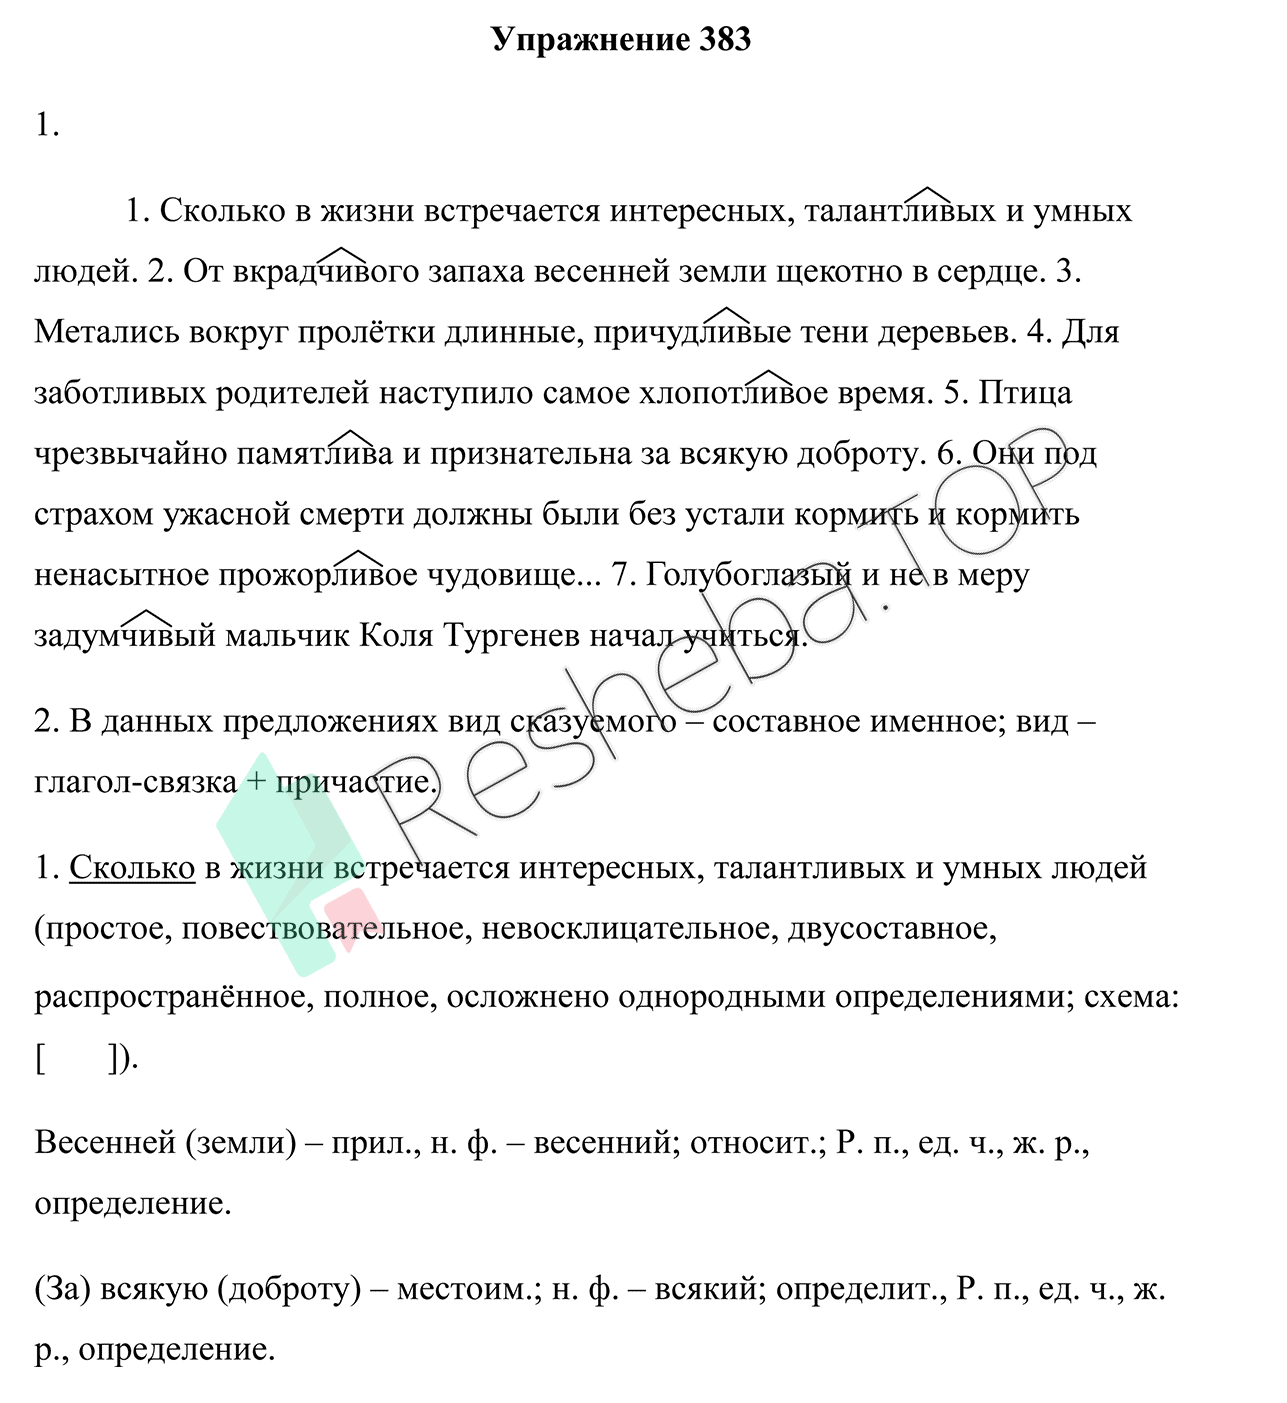 Упражнение 383
1.
1. Сколько в жизни встречается интересных, талантливых и умных
людей. 2. От вкрадчивого запаха весенней земли щекотно в сердце. 3.
Метались вокруг пролётки длинные, причудливые тени деревьев. 4. Для
заботливых родителей наступило самое хлопотливое время. 5. Птица
чрезвычайно памятлива и признательна за всякую доброту. 6. Они под
страхом ужасной смерти должны были без устали кормить и кормить
ненасытное прожорливое чудовище... 7. Голубоглазый и не в меру
задумчивый мальчик Коля Тургенев начал учиться.
2. В данных предложениях вид сказуемого – составное именное; вид –
глагол-связка + причастие.
1. Сколько в жизни встречается интересных, талантливых и умных людей
(простое, повествовательное, невосклицательное, двусоставное,
распространённое, полное, осложнено однородными определениями; схема:
[ ]).
Весенней (земли) – прил., н. ф. – весенний; относит.; Р. п., ед. ч., ж. р.,
определение.
(За) всякую (доброту) – местоим.; н. ф. – всякий; определит., Р. п., ед. ч., ж.
р., определение.
Resheba.TOP